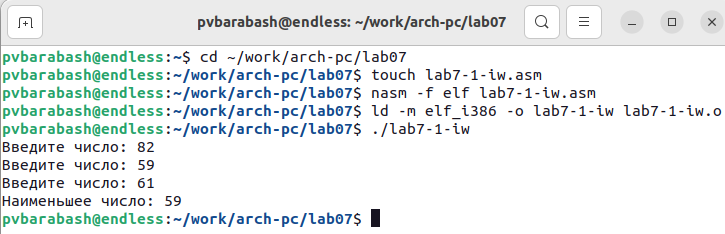 pvbarabash@endless: ~/work/arch-pc/lab07
pvbarabash@endless:~$ cd ~/work/arch-pc/lab07
pvbarabash@endless:~/work/arch-pc/lab07$ touch lab7-1-iw.asm
pvbarabash@endless:~/work/arch-pc/lab07$ nasm -f elf lab7-1-iw.asm
pvbarabash@endless:~/work/arch-pc/lab07$ ld -m elf_i386 -o lab7-1-iw lab7-1-iw.o
pvbarabash@endless:~/work/arch-pc/lab07$ ./lab7-1-iw
Введите число: 82
Введите число: 59
Введите число: 61
Наименьшее число: 59
pvbarabash@endless:~/work/arch-pc/lab07$